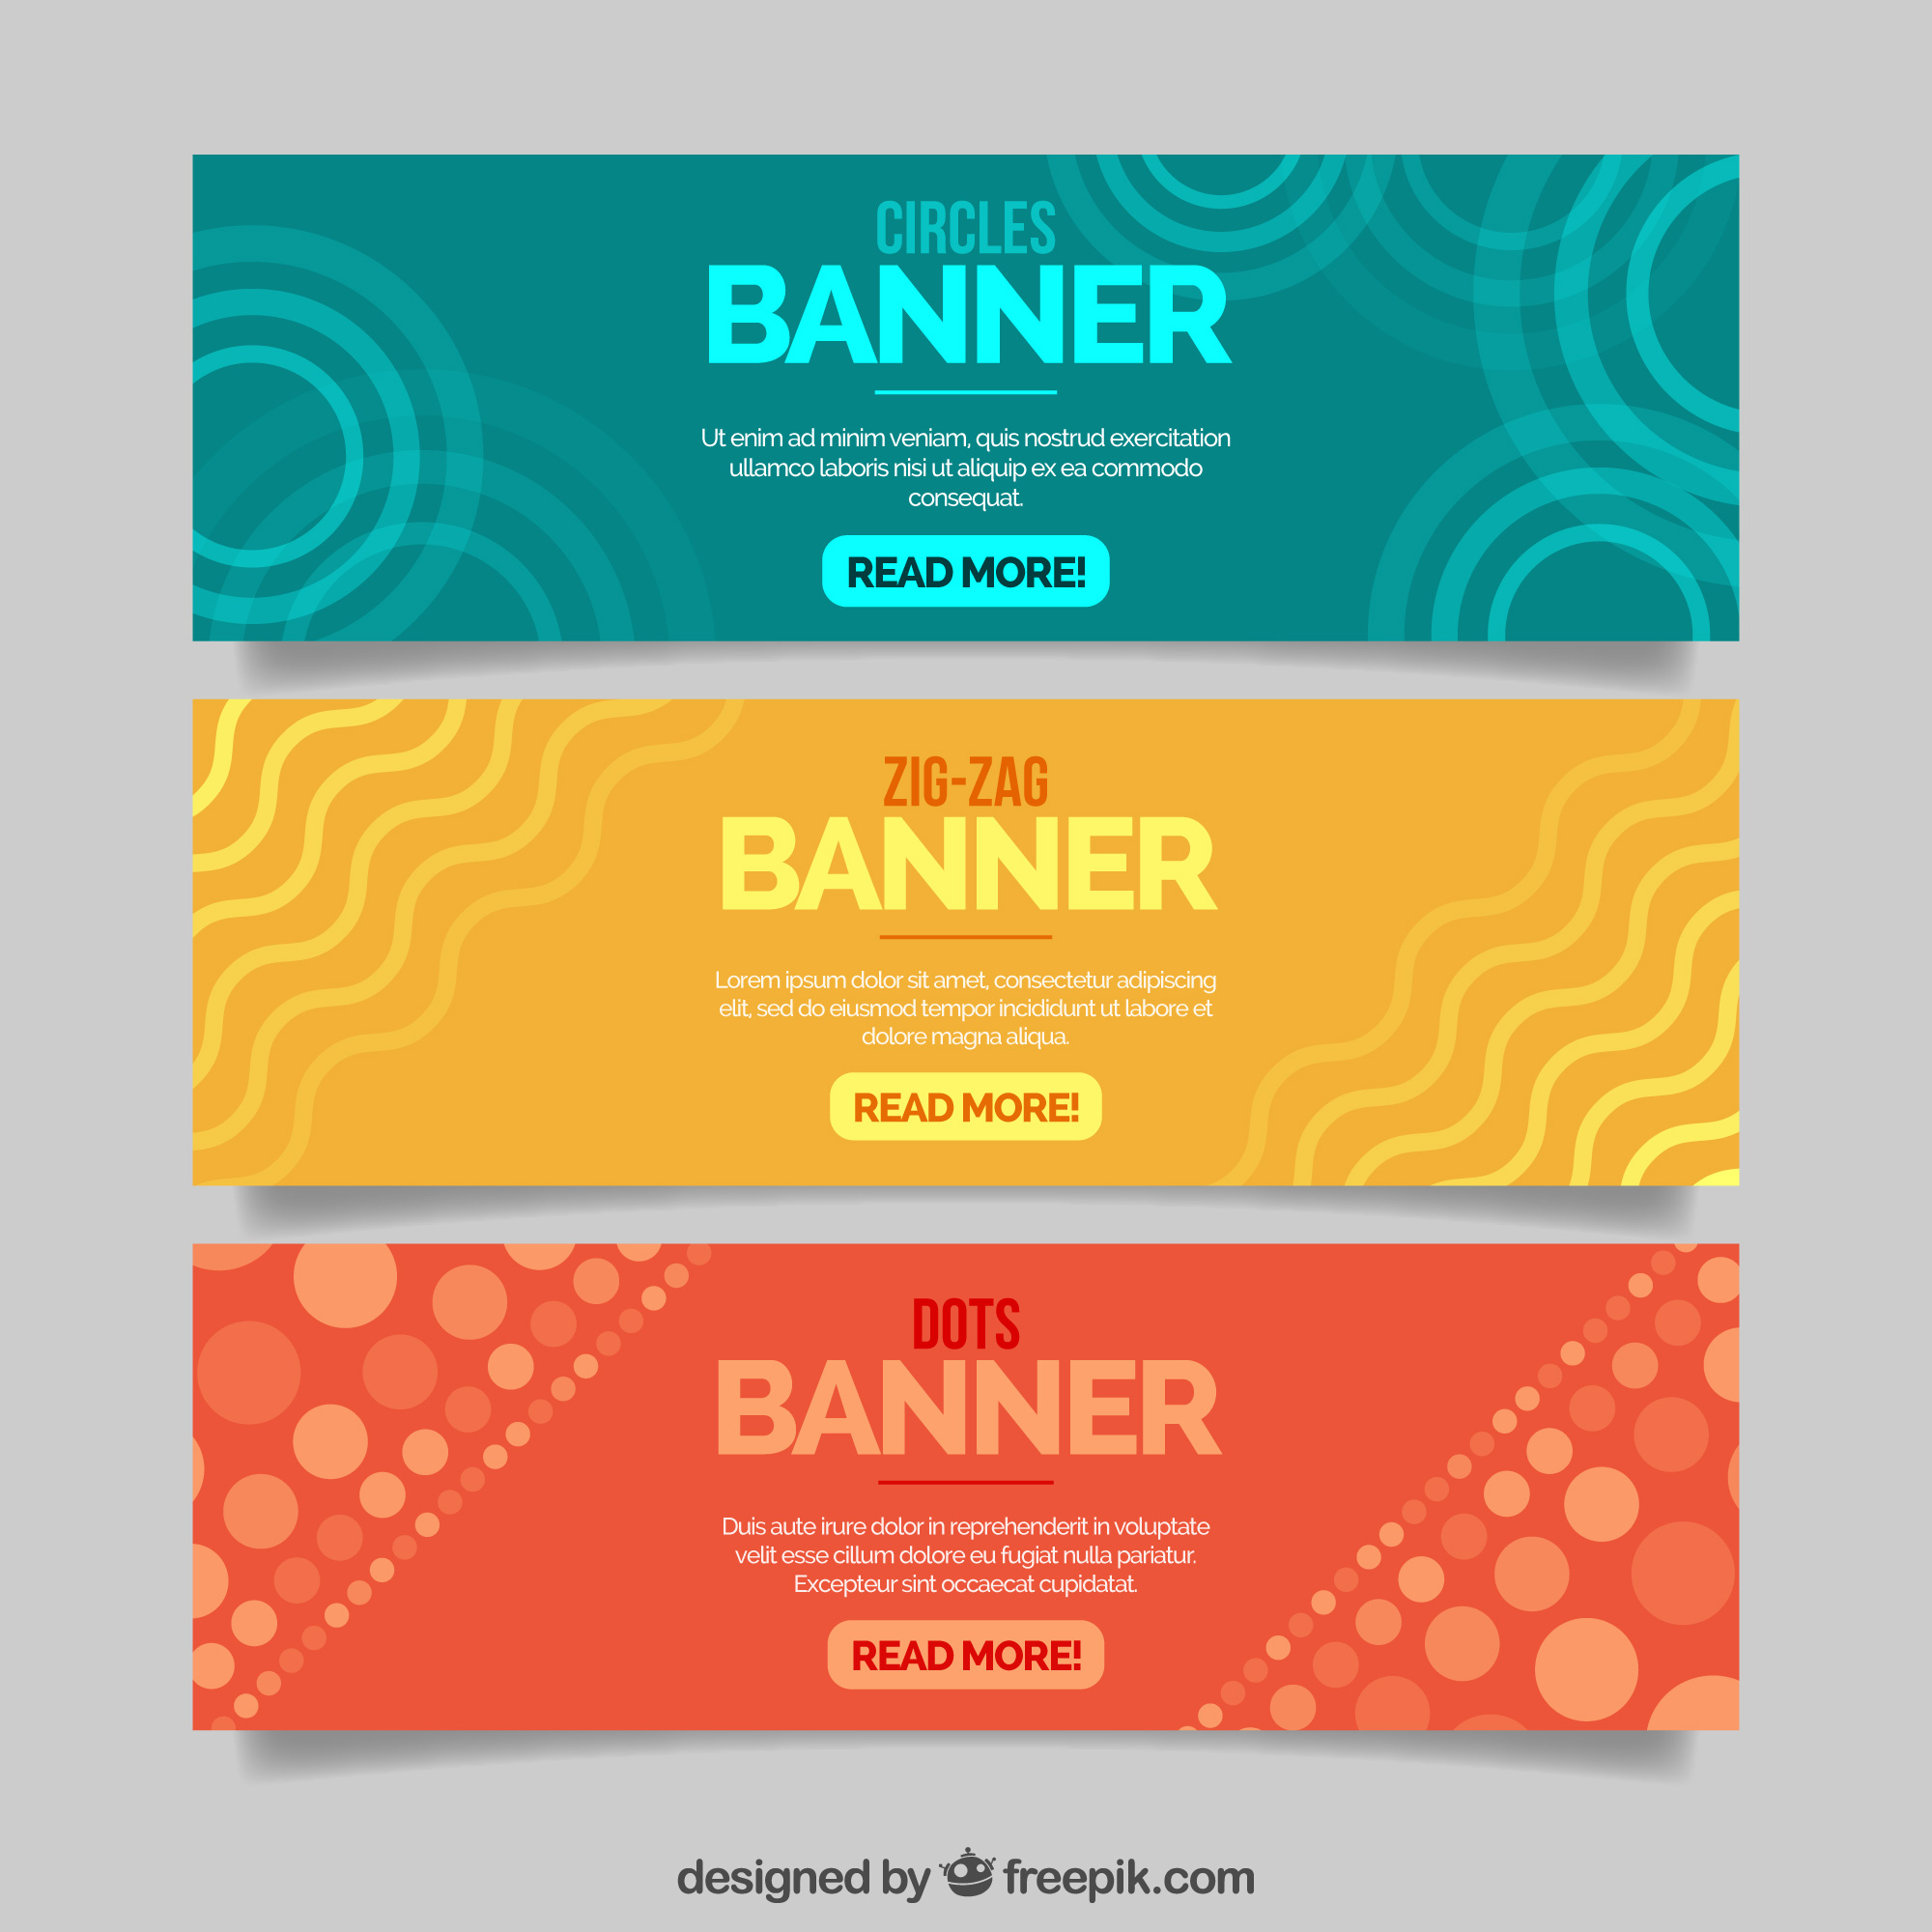 CIRCLES
BANNER
Ut enim ad minim veniam, quis nostrud exercitation
ullamco laboris nisi ut aliquip ex ea commodo
consequat.
READ MORE!
ZIG-ZAG
BANNER
Lorem ipsum dolor sit amet, consectetur adipiscing
elit, sed do eiusmod tempor incididunt ut labore et
dolore magna aliqua.
READ MORE!
DOTS
BANNER
Duis aute irure dolor in reprehenderit in voluptate
velit esse cillum dolore eu fugiat nulla pariatur.
Excepteur sint occaecat cupidatat.
READ MORE!
designed by freepik.com